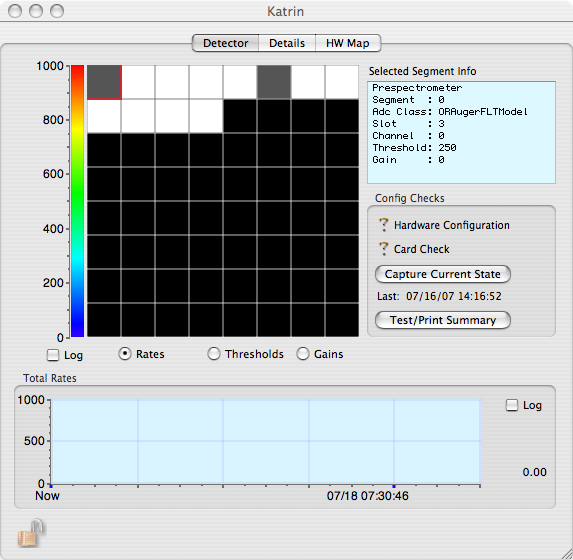 Katrin
Detector Details HW Map
1000
800
600
400
200
0
Log Rates Thresholds Gains
Selected Segment Info
Prespectrometer
Segment : 0
Adc Class: ORAugerFLTModel
Slot : 3
Channel : 0
Threshold: 250
Gain : 0
Config Checks
? Hardware Configuration
? Card Check
Capture Current State
Last: 07/16/07 14:16:52
Test/Print Summary
Total Rates
1000
500
0
Now
07/18 07:30:46
Log
0.00